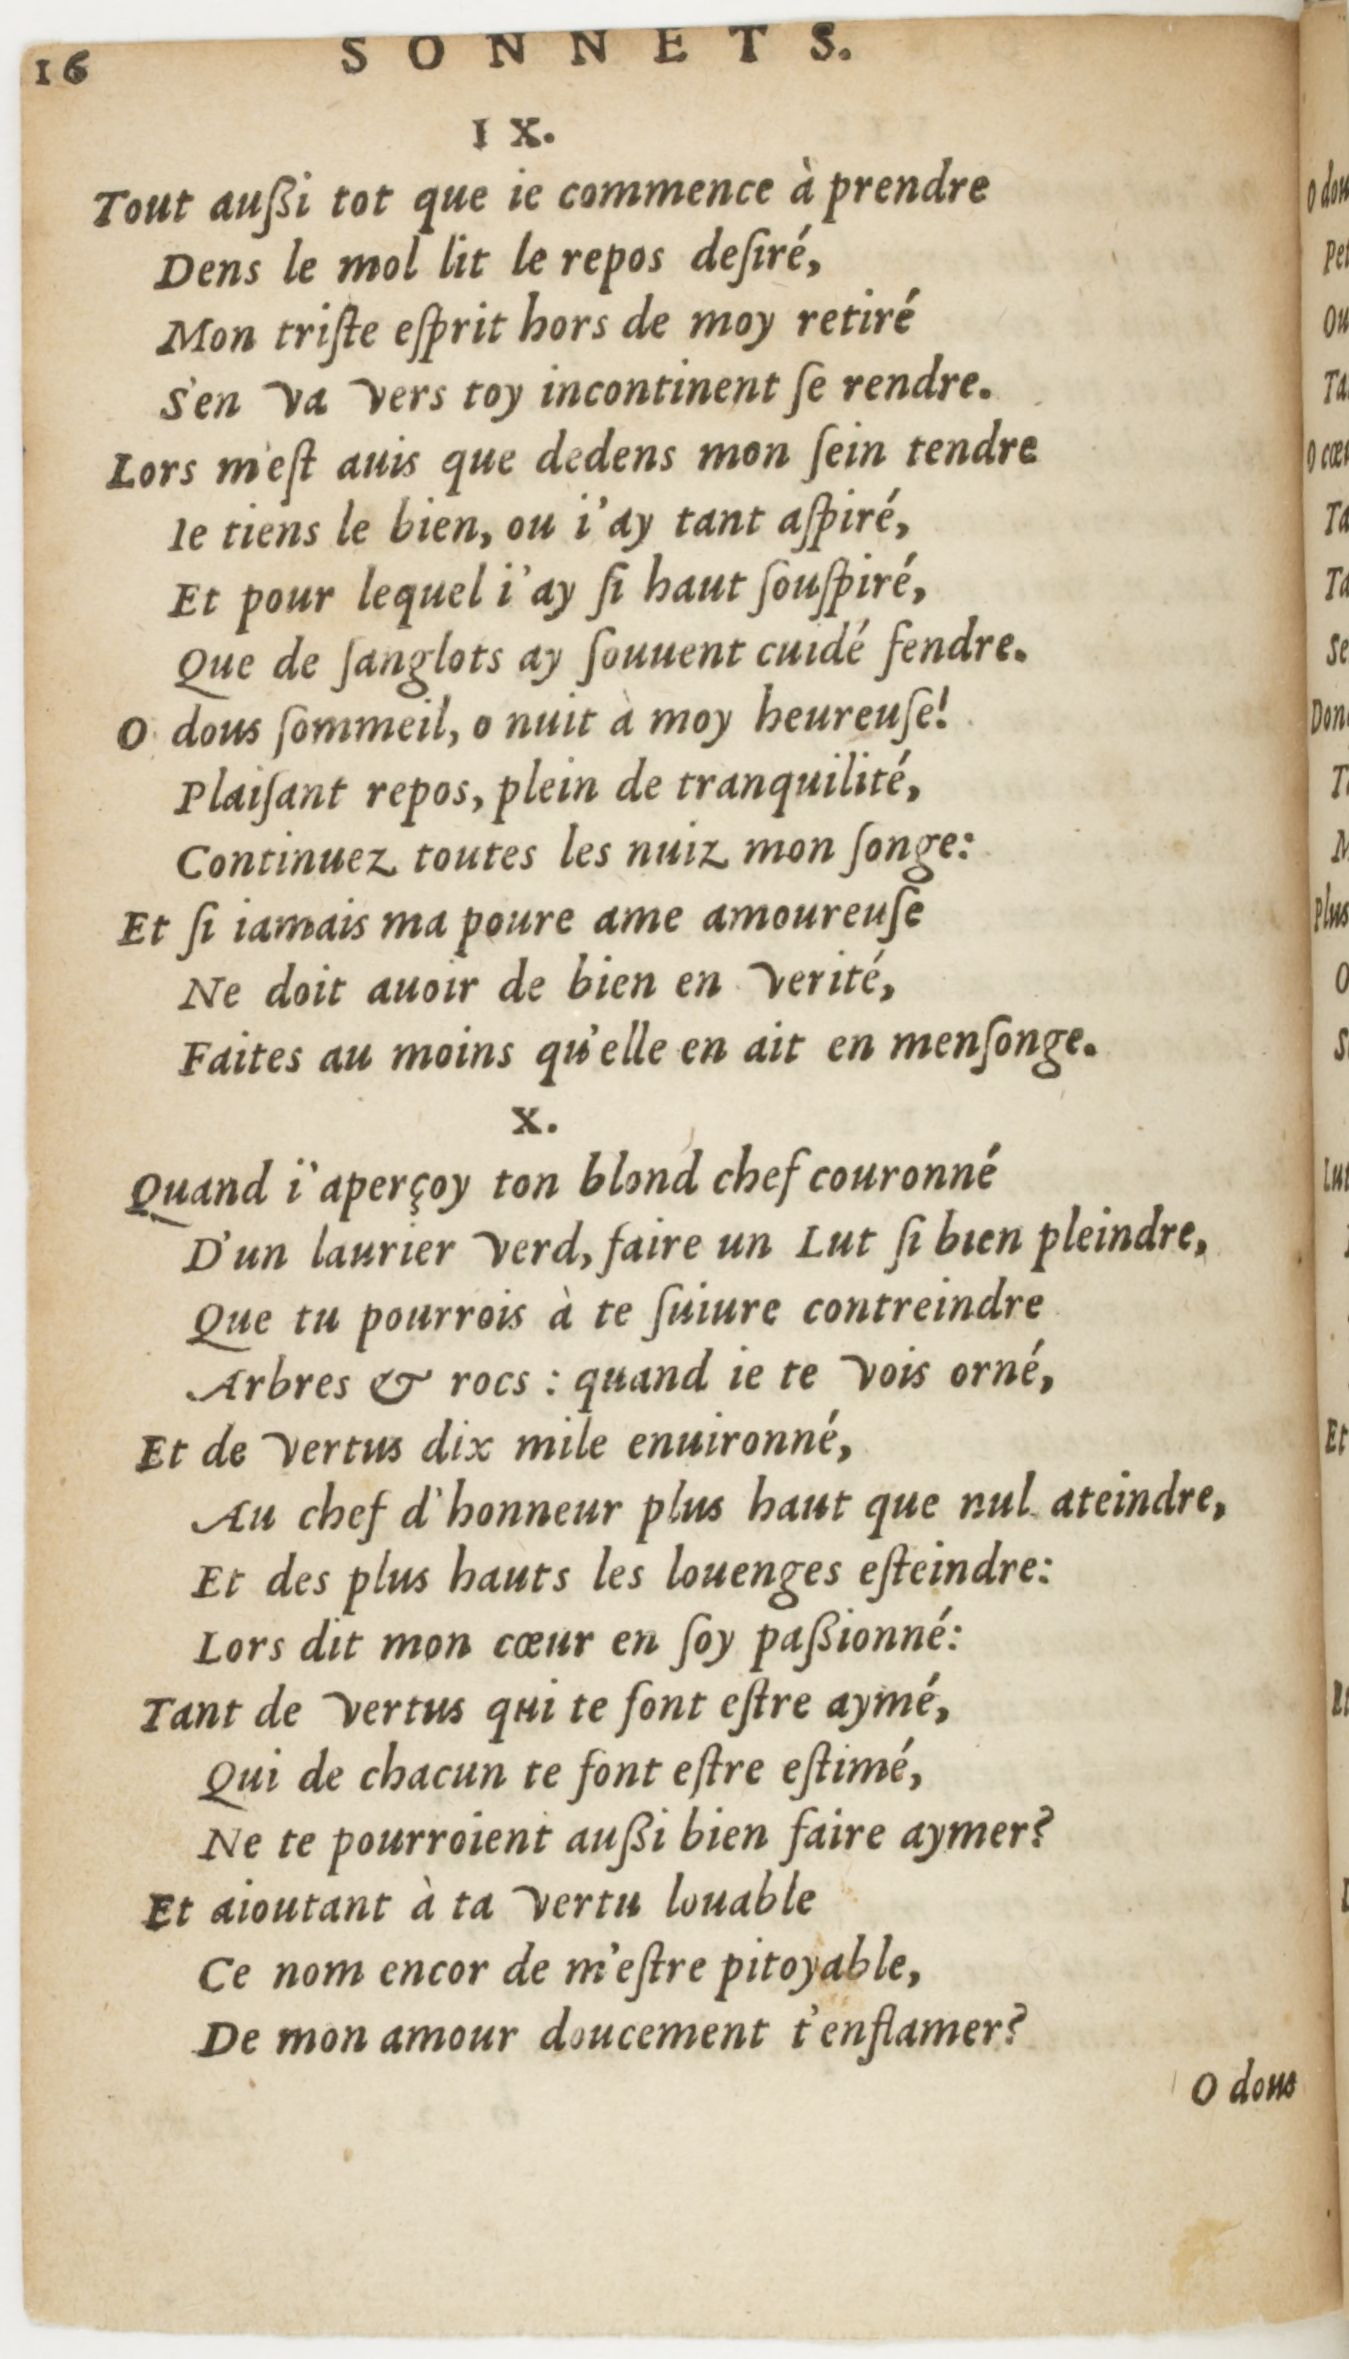 16 SONNETS.
IX.
Tout außi tot que ie commence à prendre
Dens le mol lit le repos deſiré,
Mon triſte eſprit hors de moy retiré
S'en va vers toy incontinent ſe rendre.
Lors m'eſt auis que dedens mon ſein tendre
Ie tiens le bien, ou i'ay tant aſpiré,
Et pour lequel i'ay ſi haut ſouſpiré,
Que de ſanglots ay ſouuent cuidé fendre.
O dous ſommeil, o nuit à moy heureuſe!
Plaiſant repos, plein de tranquilité,
Continuez toutes les nuiz mon ſonge:
Et ſi iamais ma poure ame amoureuſe
Ne doit auoir de bien en verité,
Faites au moins qu'elle en ait en menſonge.
X.
Quand i'aperçoy ton blond chef couronné
D'un laurier verd, faire un Lut ſi bien pleindre,
Que tu pourrois à te ſuiure contreindre
Arbres & rocs : quand ie te vois orné,
Et de vertus dix mile enuironné,
Au chef d'honneur plus haut que nul ateindre,
Et des plus hauts les louenges eſteindre:
Lors dit mon cœur en ſoy paßionné:
Tant de vertus qui te font eſtre aymé,
Qui de chacun te font eſtre eſtimé,
Ne te pourroient außi bien faire aymer?
Et aioutant à ta vertu louable
Ce nom encor de m'eſtre pitoyable,
De mon amour doucement t'enflamer?
O dous